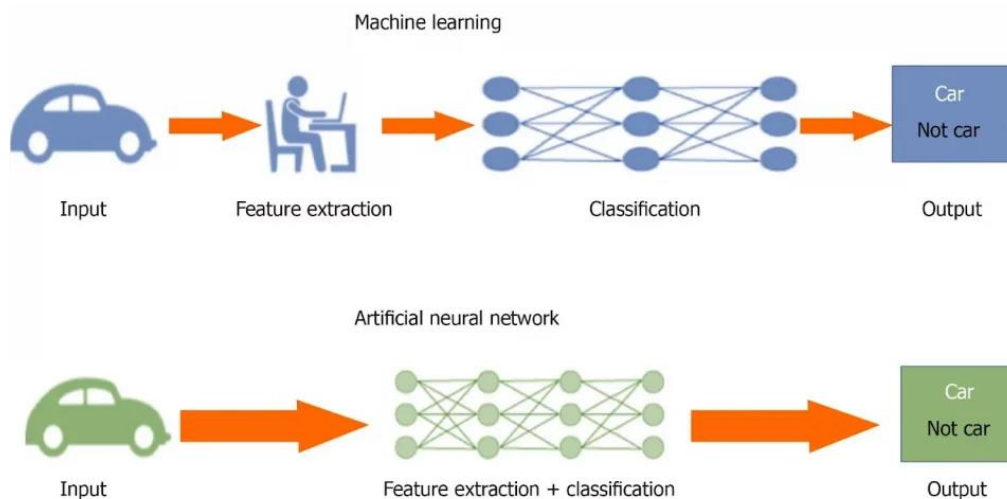 Machine learning
Car
Not car
Input
Feature extraction
Classification
Output
Artificial neural network
Car
Not car
Input
Feature extraction + classification
Output